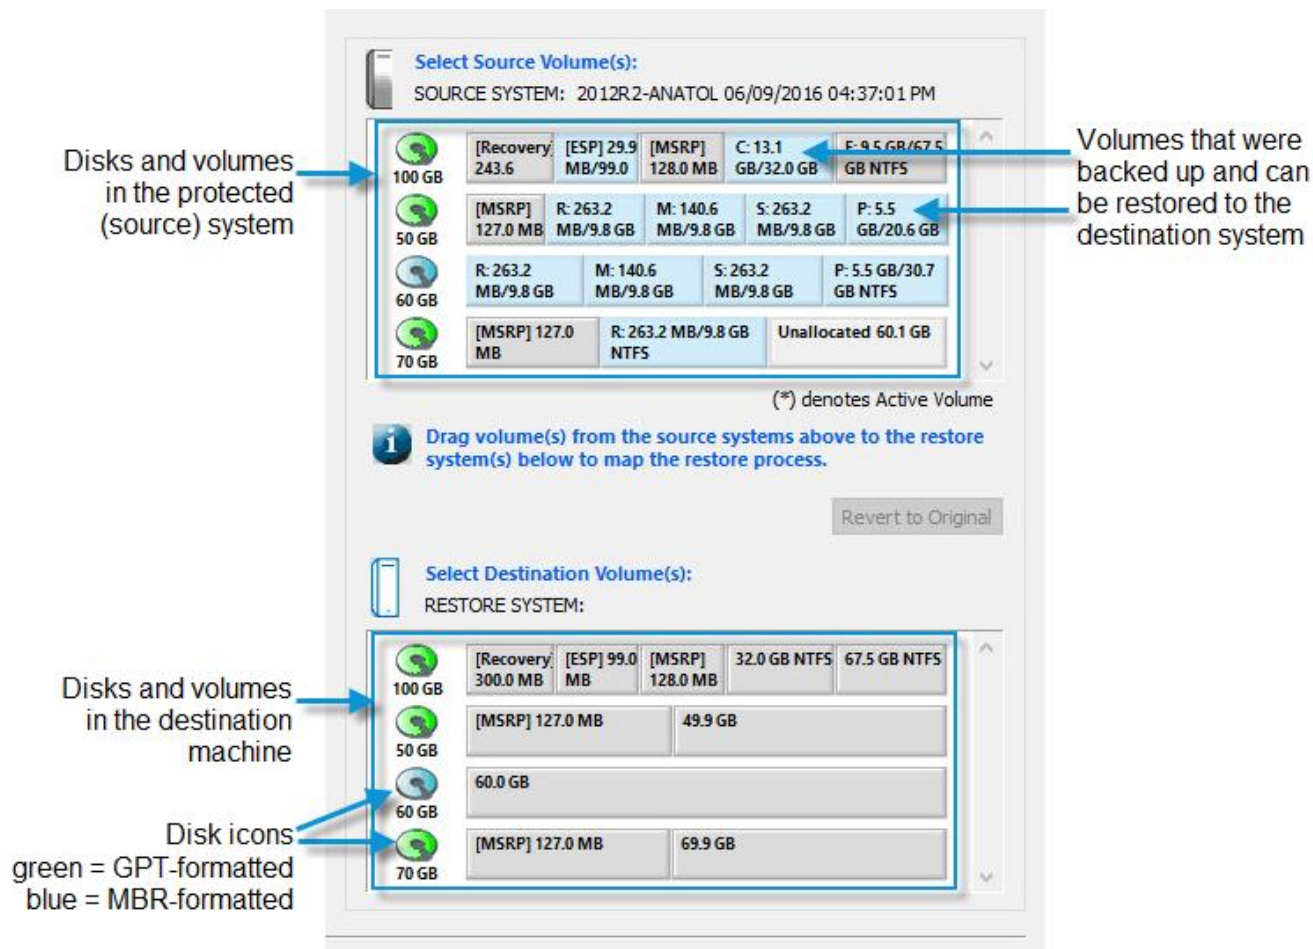 Select Source Volume(s):
SOURCE SYSTEM: 2012R2-ANATOL 06/09/2016 04:37:01 PM
Disks and volumes
in the protected
(source) system
Volumes that were
backed up and can
be restored to the
destination system
100 GB
[Recovery]
243.6
[ESP] 29.9
MB/99.0
[MSRP]
128.0 MB
C: 13.1
GB/32.0 GB
9.5 GB/67.5
GB NTFS
50 GB
[MSRP]
127.0 MB
R: 263.2
MB/9.8 GB
M: 140.6
MB/9.8 GB
S: 263.2
MB/9.8 GB
P: 5.5
GB/20.6 GB
60 GB
R: 263.2
MB/9.8 GB
M: 140.6
MB/9.8 GB
S: 263.2
MB/9.8 GB
P: 5.5 GB/30.7
GB NTFS
70 GB
[MSRP] 127.0
MB
R: 263.2 MB/9.8 GB
NTFS
Unallocated 60.1 GB
(*) denotes Active Volume
i
Drag volume(s) from the source systems above to the restore
system(s) below to map the restore process.
Revert to Original
Select Destination Volume(s):
RESTORE SYSTEM:
Disks and volumes
in the destination
machine
100 GB
[Recovery]
300.0 MB
[ESP] 99.0
MB
[MSRP]
128.0 MB
32.0 GB NTFS
67.5 GB NTFS
50 GB
[MSRP] 127.0 MB
49.9 GB
60 GB
60.0 GB
70 GB
[MSRP] 127.0 MB
69.9 GB
Disk icons
green = GPT-formatted
blue = MBR-formatted